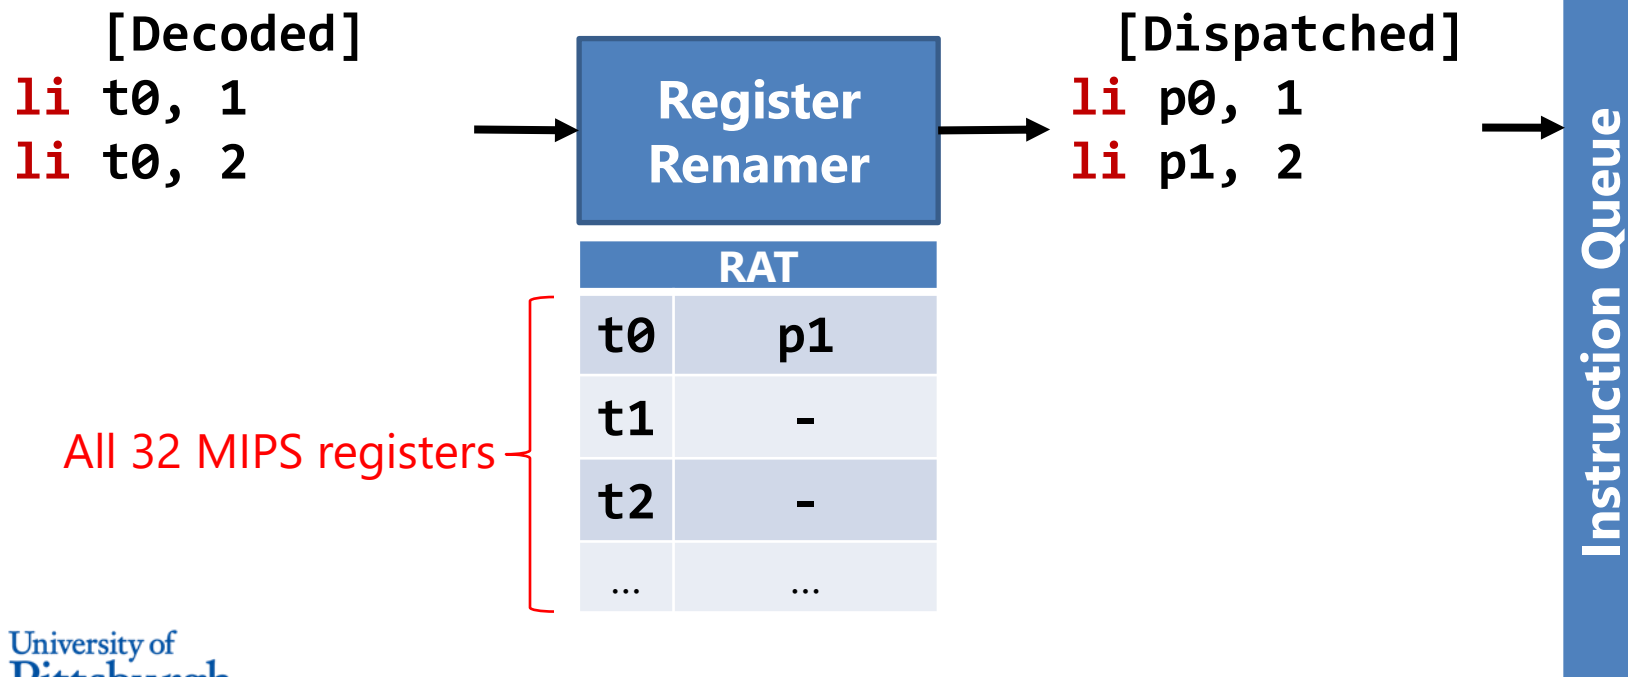 [Decoded]
li t0, 1
li t0, 2
Register
Renamer
[Dispatched]
li p0, 1
li p1, 2
Instruction Queue
RAT
t0 p1
t1 -
t2 -
... ...
All 32 MIPS registers
University of
Pittsburgh